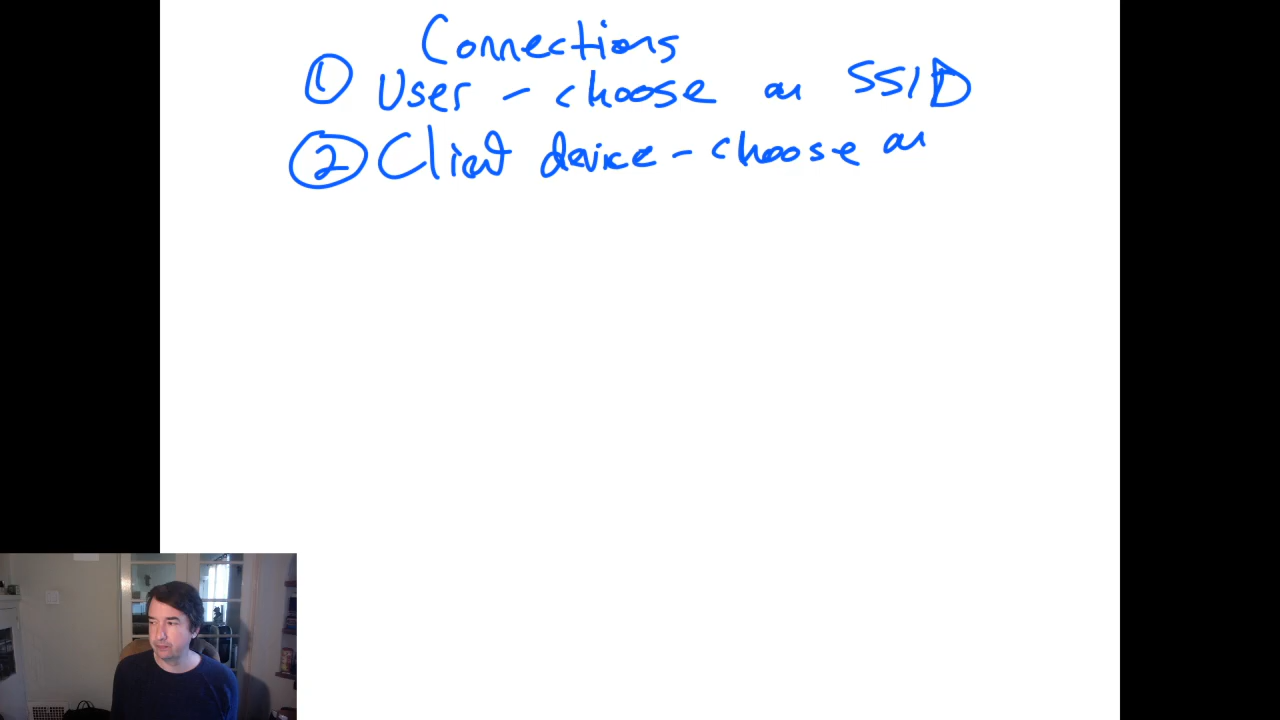 Connections
① User - choose an SSID
② Client device - choose an